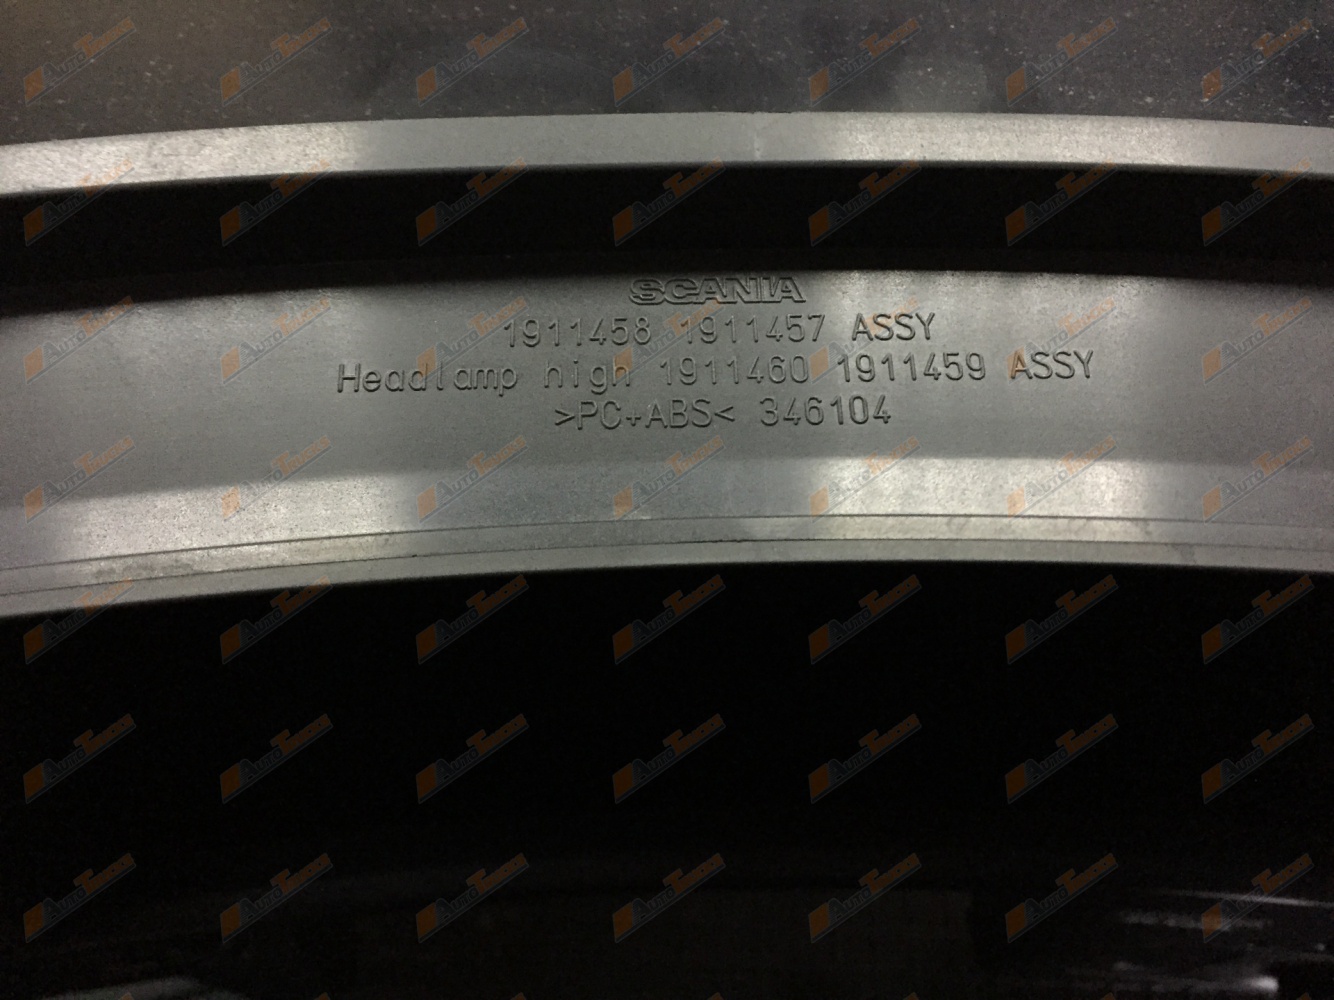 SCANIA
1911458 1911457 ASSY
Headlamp high 1911460 1911459 ASSY
>PC+ABS< 346104